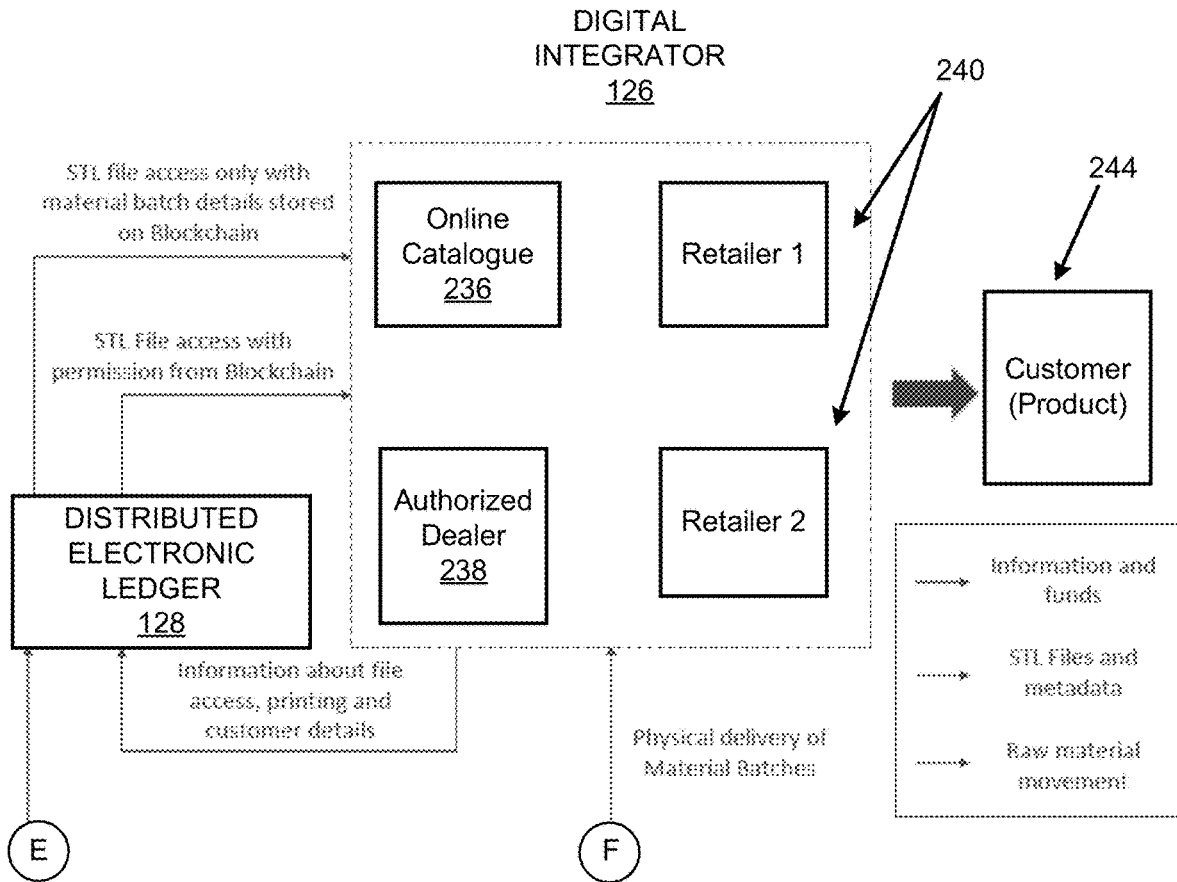 DIGITAL
INTEGRATOR
126
240
244
STL file access only with
material batch details stored
on Blockchain
Online
Catalogue
236
Retailer 1
STL File access with
permission from Blockchain
Customer
(Product)
Authorized
Dealer
238
Retailer 2
DISTRIBUTED
ELECTRONIC
LEDGER
128
Information and
funds
STL Files and
metadata
Raw material
movement
Information about file
access, printing and
customer details
Physical delivery of
Material Batches
E
F